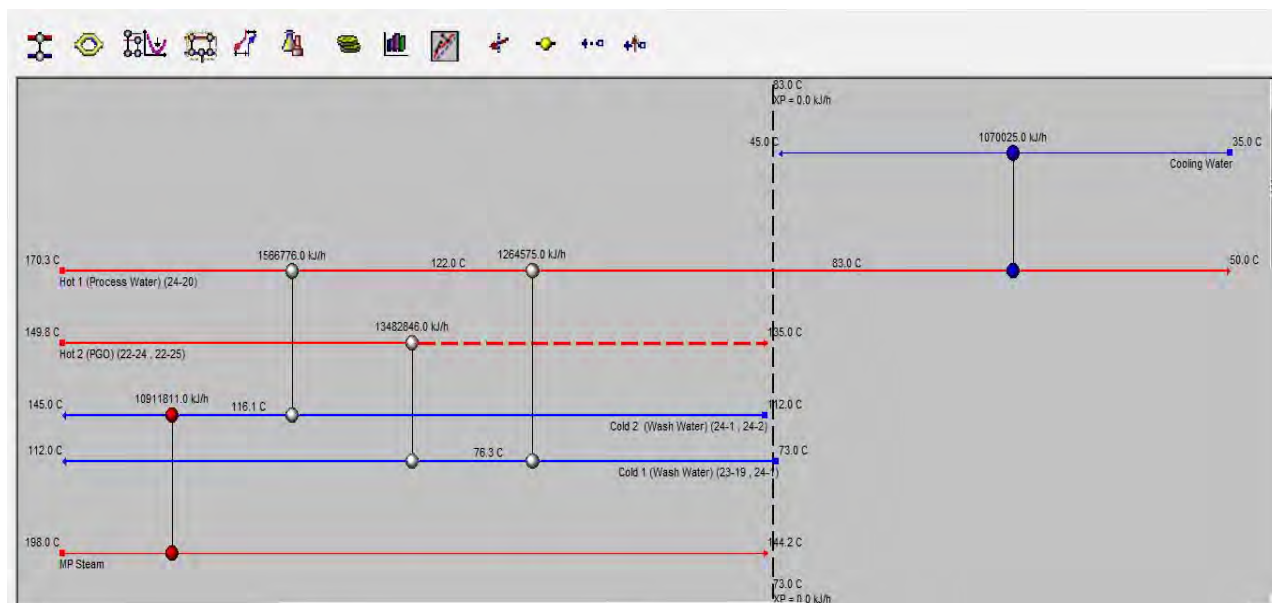 83.0 C
XP = 0.0 kJ/h
1070025.0 kJ/h
45.0 C
35.0 C
Cooling Water
1566776.0 kJ/h
1264575.0 kJ/h
170.3 C
122.0 C
83.0 C
50.0 C
Hot 1 (Process Water) (24-20)
13482846.0 kJ/h
149.8 C
135.0 C
Hot 2 (PGO) (22-24 , 22-25)
10911811.0 kJ/h
145.0 C
116.1 C
112.0 C
Cold 2 (Wash Water) (24-1 , 24-2)
112.0 C
76.3 C
73.0 C
Cold 1 (Wash Water) (23-19 , 24-1)
198.0 C
144.2 C
MP Steam
73.0 C
XP = 0.0 kJ/h